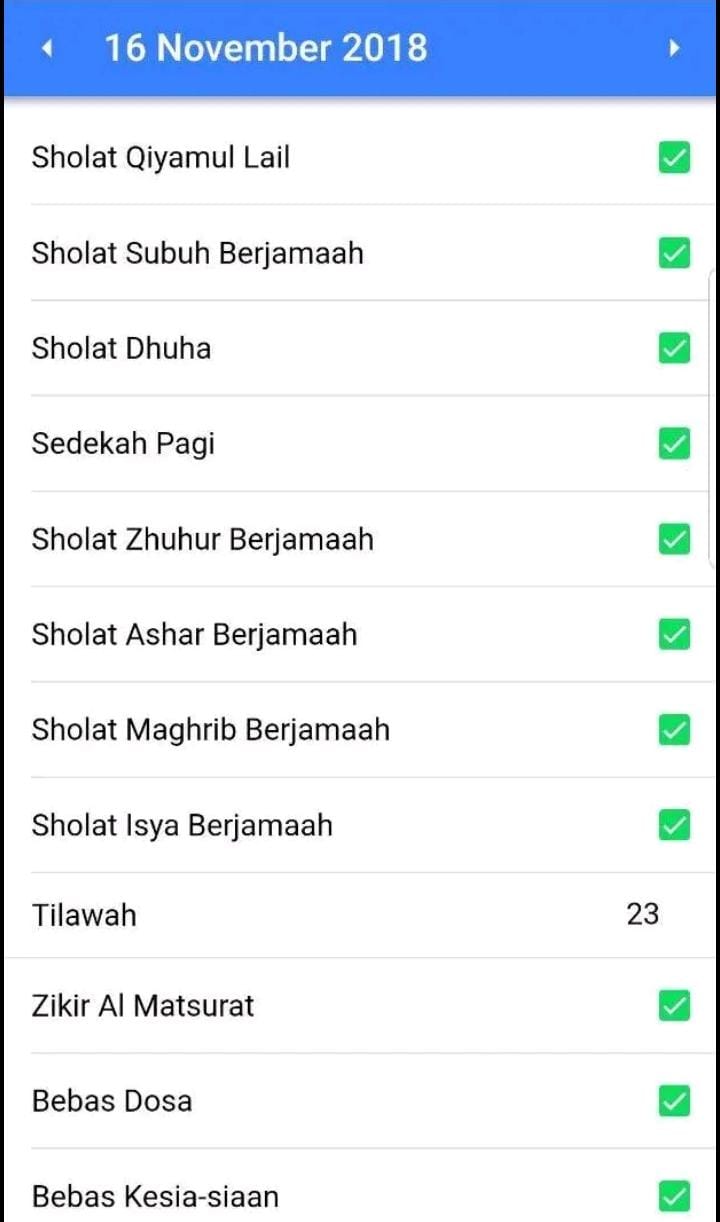 16 November 2018
Sholat Qiyamul Lail
Sholat Subuh Berjamaah
Sholat Dhuha
Sedekah Pagi
Sholat Zhuhur Berjamaah
Sholat Ashar Berjamaah
Sholat Maghrib Berjamaah
Sholat Isya Berjamaah
Tilawah 23
Zikir Al Matsurat
Bebas Dosa
Bebas Kesia-siaan